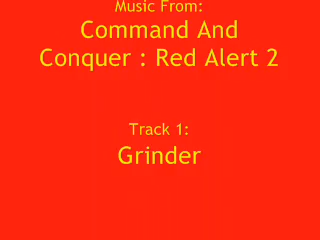 Music From:
Command And
Conquer : Red Alert 2
Track 1:
Grinder